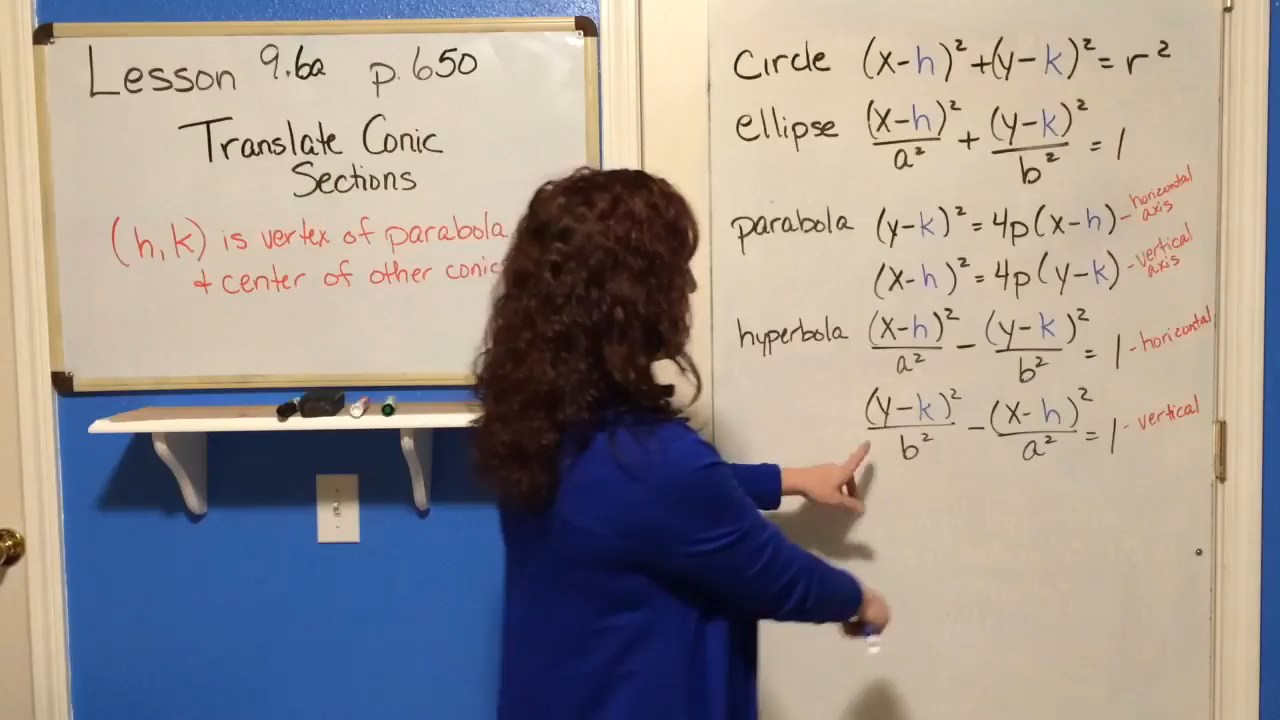 Lesson 9.6a p.650
Translate Conic
Sections
(h, k) is vertex of parabola
+ center of other conic
Circle (x-h)² + (y-k)² = r²
ellipse (x-h)²/a² + (y-k)²/b² = 1
parabola (y-k)² = 4p(x-h) - horizontal axis
(x-h)² = 4p(y-k) - vertical axis
hyperbola (x-h)²/a² - (y-k)²/b² = 1 - horizontal
(y-k)²/b² - (x-h)²/a² = 1 - vertical